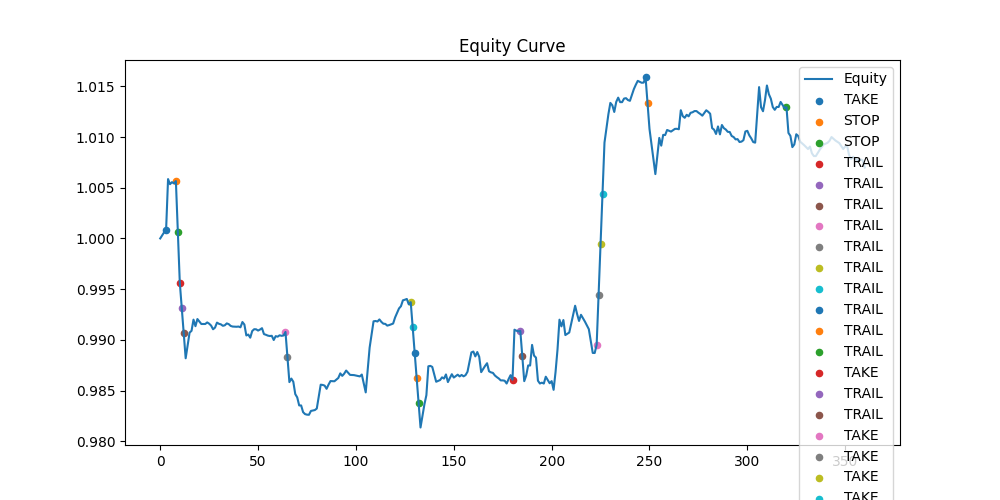 Equity Curve
1.015
1.010
1.005
1.000
0.995
0.990
0.985
0.980
0
50
100
150
200
250
300
350
Equity
TAKE
STOP
STOP
TRAIL
TRAIL
TRAIL
TRAIL
TRAIL
TRAIL
TRAIL
TRAIL
TRAIL
TRAIL
TAKE
TRAIL
TRAIL
TAKE
TAKE
TAKE
TAKE